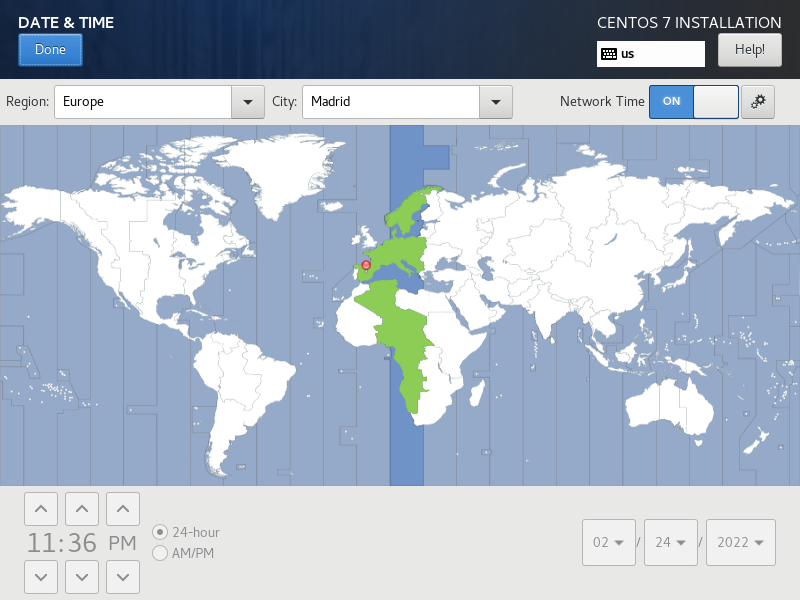 DATE & TIME
CENTOS 7 INSTALLATION
Done
us
Help!
Region: Europe City: Madrid Network Time ON
11:36 PM
24-hour
AM/PM
02 / 24 / 2022